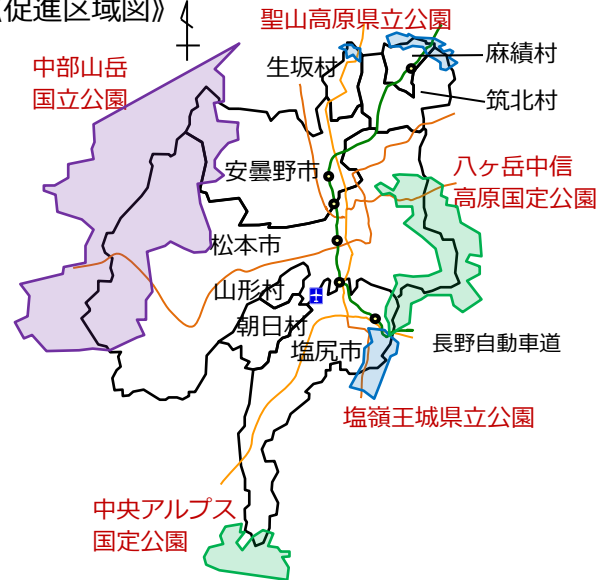 促進区域図》
聖山高原県立公園
麻績村
中部山岳
国立公園
生坂村
筑北村
安曇野市
八ヶ岳中信
高原国定公園
松本市
山形村
朝日村
塩尻市
長野自動車道
塩嶺王城県立公園
中央アルプス
国定公園